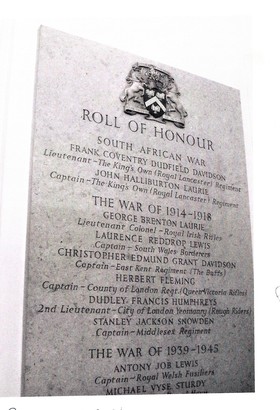 ROLL OF HONOUR
SOUTH AFRICAN WAR
FRANK COVENTRY DUDFIELD DAVIDSON
Lieutenant-The King's Own (Royal Lancaster) Regiment
JOHN HALLIBURTON LAURIE
Captain-The King's Own (Royal Lancaster) Regiment
THE WAR OF 1914-1918
GEORGE BRENTON LAURIE
Lieutenant Colonel-Royal Irish Rifles
LAURENCE REDDROP LEWIS
Captain-South Wales Borderers
CHRISTOPHER EDMUND GRANT DAVIDSON
Captain-East Kent Regiment (The Buffs)
HERBERT FLEMING
Captain-County of London Regt. (Queen Victoria Rifles)
DUDLEY FRANCIS HUMPHREYS
2nd Lieutenant-City of London Yeomanry (Rough Riders)
STANLEY JACKSON SNOWDEN
Captain-Middlesex Regiment
THE WAR OF 1939-1945
ANTONY JOB LEWIS
Captain-Royal Welsh Fusiliers
MICHAEL VYSE STURDY